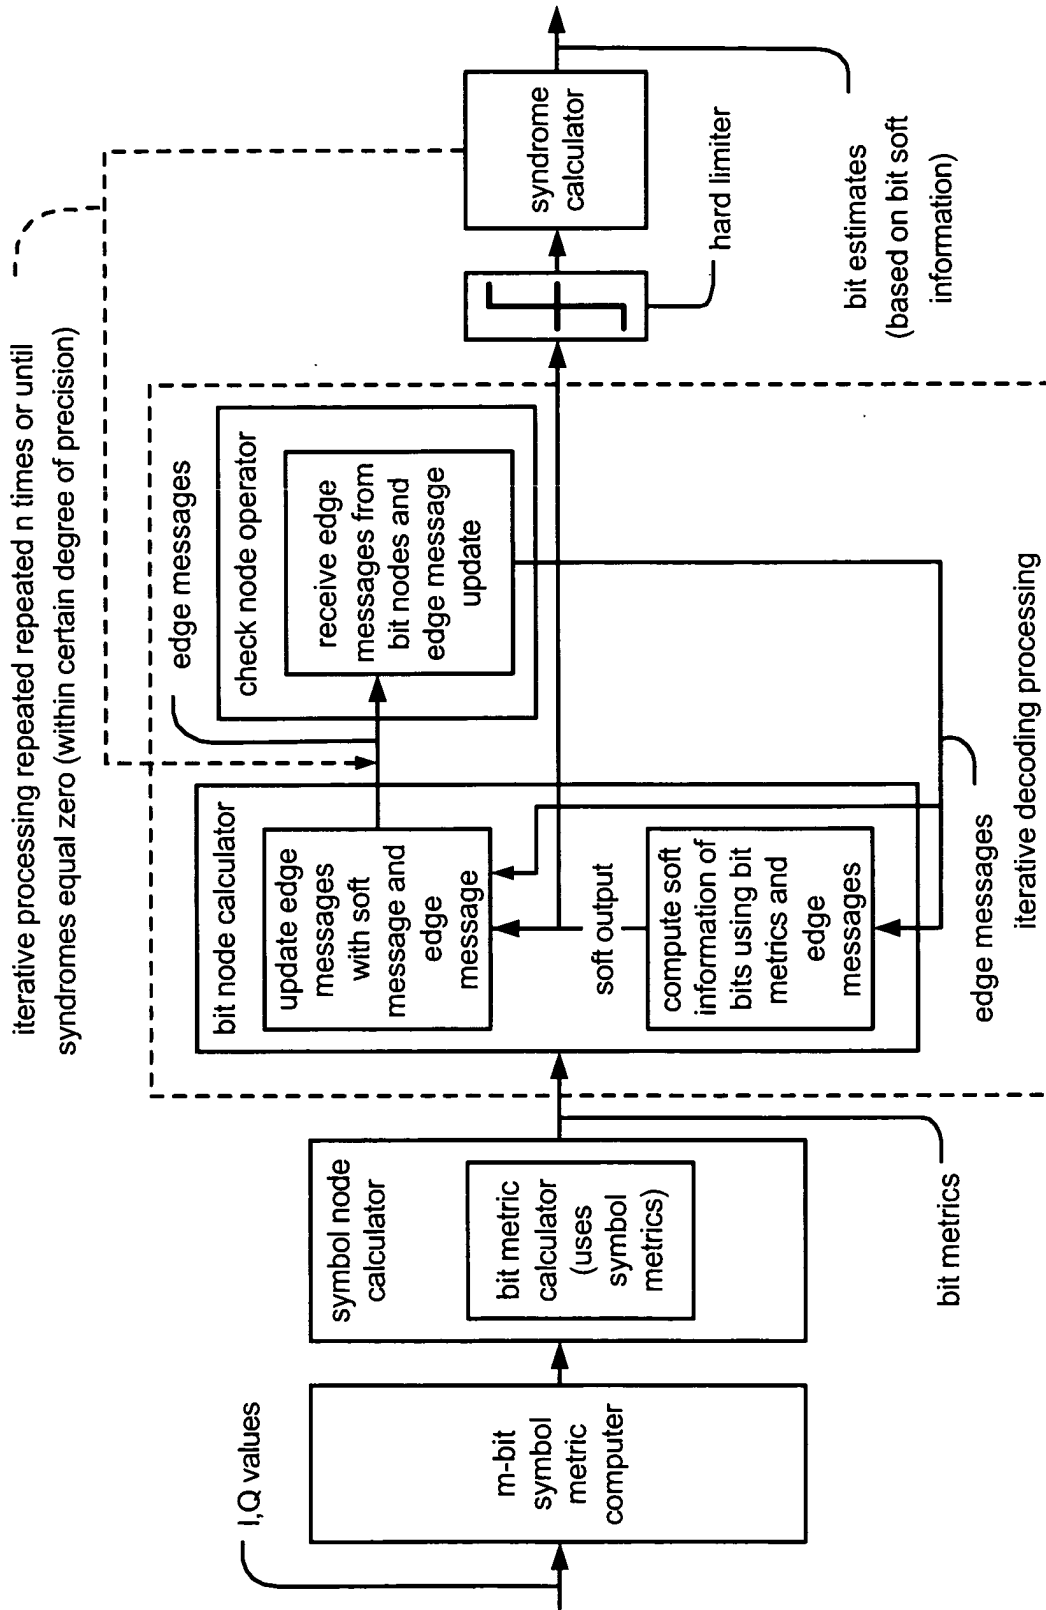 iterative processing repeated repeated n times or until
syndromes equal zero (within certain degree of precision)
I,Q values
m-bit
symbol
metric
computer
symbol node
calculator
bit metric
calculator
(uses
symbol
metrics)
bit metrics
bit node calculator
update edge
messages
with soft
message and
edge
message
soft output
compute soft
information of
bits using bit
metrics and
edge
messages
edge messages
check node operator
receive edge
messages from
bit nodes and
edge message
update
edge messages
iterative decoding processing
hard limiter
syndrome
calculator
bit estimates
(based on bit soft
information)